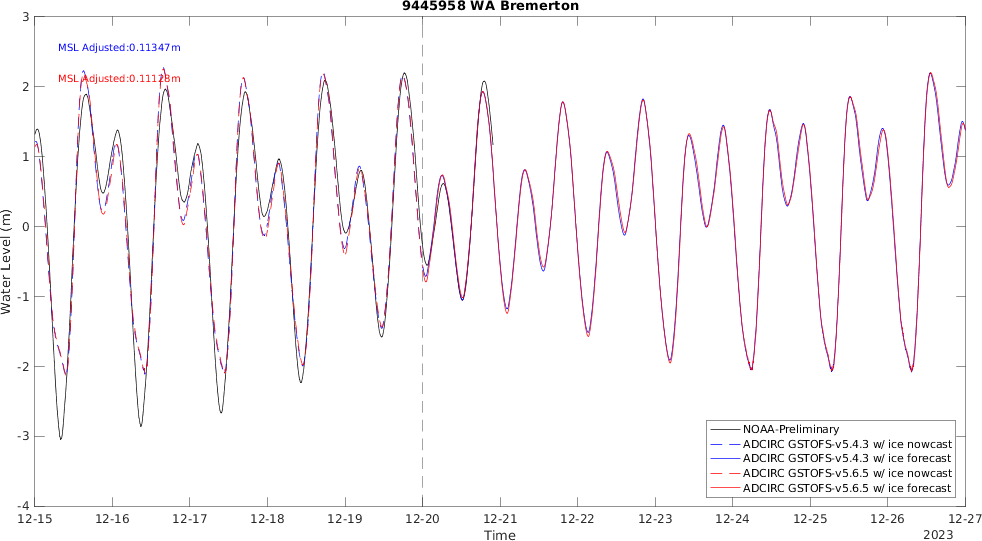 9445958 WA Bremerton
3
MSL Adjusted:0.11347m
MSL Adjusted:0.11128m
2
1
0
-1
-2
-3
-4
Water Level (m)
NOAA-Preliminary
ADCIRC GSTOFS-v5.4.3 w/ ice nowcast
ADCIRC GSTOFS-v5.4.3 w/ ice forecast
ADCIRC GSTOFS-v5.6.5 w/ ice nowcast
ADCIRC GSTOFS-v5.6.5 w/ ice forecast
12-15 12-16 12-17 12-18 12-19 12-20 12-21 12-22 12-23 12-24 12-25 12-26 12-27
Time
2023